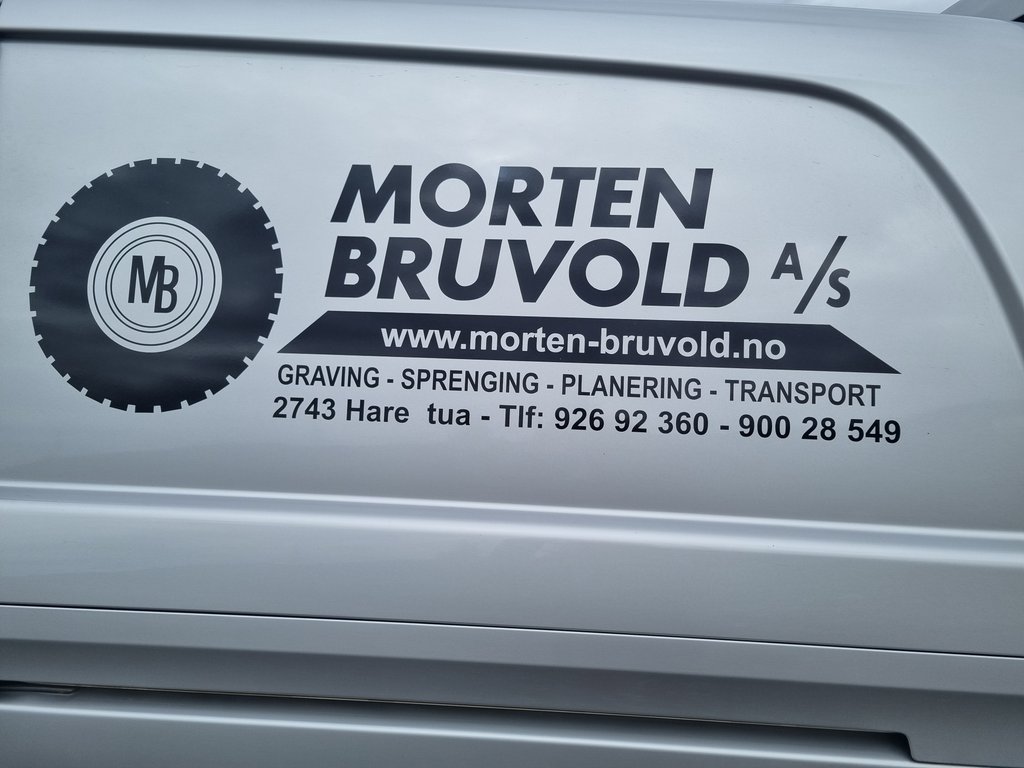 MB
MORTEN
BRUVOLD A/S
www.morten-bruvold.no
GRAVING - SPRENGING - PLANERING - TRANSPORT
2743 Hare tua - Tlf: 926 92 360 - 900 28 549